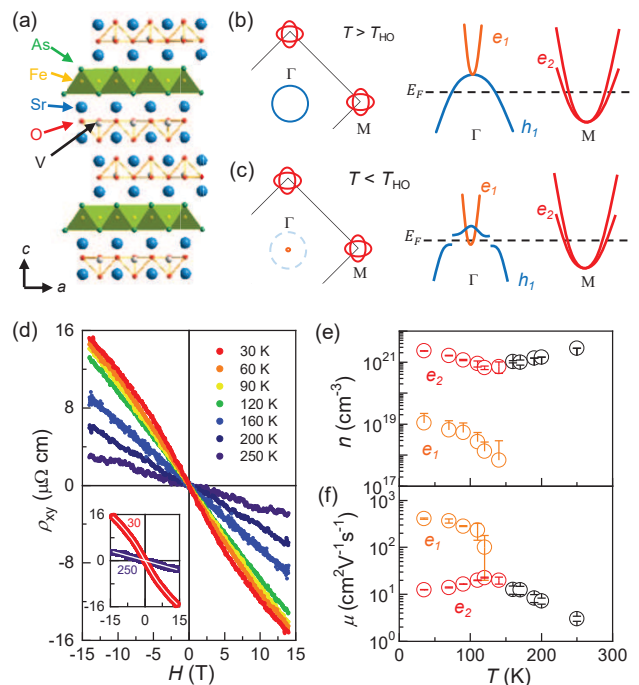 (a)
As
Fe
Sr
O
V
c
a
(b)
T > T_HO
Γ
M
e₁
E_F
Γ
h₁
e₂
M
(c)
T < T_HO
Γ
M
e₁
E_F
Γ
h₁
e₂
M
(d)
16
8
0
-8
-16
ρxy (μΩ cm)
30 K
60 K
90 K
120 K
160 K
200 K
250 K
16
0
-16
30
250
-15
0
15
-15 -10 -5 0 5 10 15
H (T)
(e)
10²¹
10¹⁹
10¹⁷
n (cm⁻³)
e₂
e₁
(f)
10³
10²
10¹
10⁰
μ (cm²V⁻¹s⁻¹)
e₁
e₂
0 100 200 300
T (K)